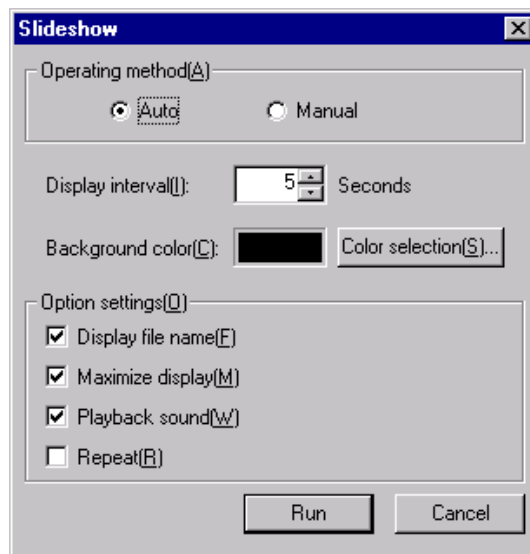 Slideshow
Operating method(A)
Auto Manual
Display interval(I): 5 Seconds
Background color(C): Color selection(S)...
Option settings(O)
Display file name(F)
Maximize display(M)
Playback sound(W)
Repeat(R)
Run Cancel